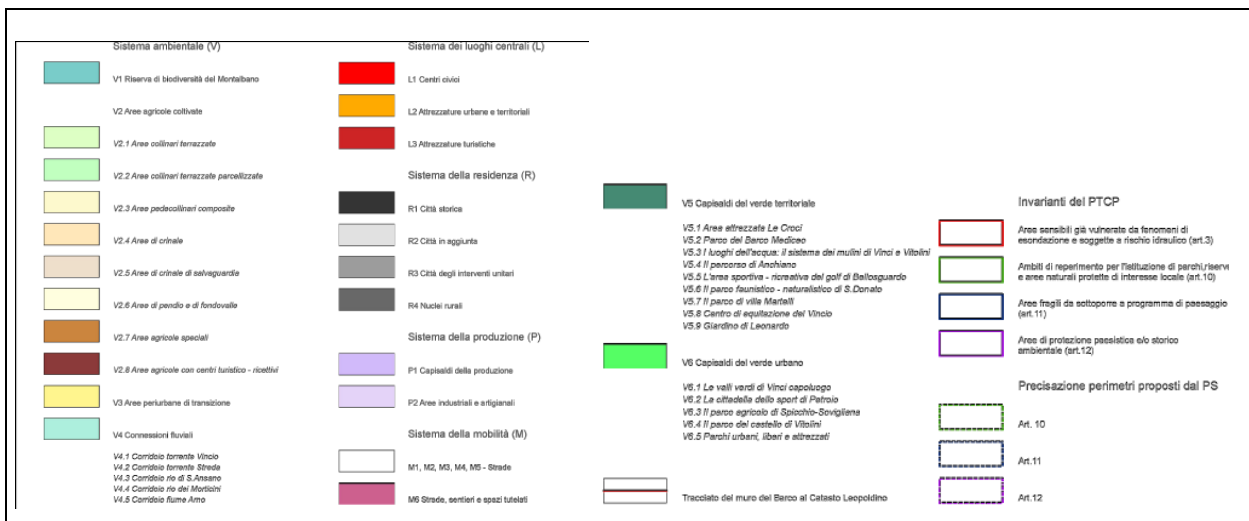 Sistema ambientale (V)
V1 Riserva di biodiversità del Montalbano
V2 Aree agricole coltivate
V2.1 Aree collinari terrazzate
V2.2 Aree collinari terrazzate parcellizzate
V2.3 Aree pedecollinari composite
V2.4 Aree di crinale
V2.5 Aree di crinale di salvaguardia
V2.6 Aree di pendio e di fondovalle
V2.7 Aree agricole speciali
V2.8 Aree agricole con centri turistico - ricettivi
V3 Aree periurbane di transizione
V4 Connessioni fluviali
V4.1 Corridoio torrente Vincio
V4.2 Corridoio torrente Streda
V4.3 Corridoio rio di S.Ansano
V4.4 Corridoio rio dei Morticini
V4.5 Corridoio fiume Arno
Sistema dei luoghi centrali (L)
L1 Centri civici
L2 Attrezzature urbane e territoriali
L3 Attrezzature turistiche
Sistema della residenza (R)
R1 Città storica
R2 Città in aggiunta
R3 Città degli interventi unitari
R4 Nuclei rurali
Sistema della produzione (P)
P1 Capisaldi della produzione
P2 Aree industriali e artigianali
Sistema della mobilità (M)
M1, M2, M3, M4, M5 - Strade
M6 Strade, sentieri e spazi tutelati
V5 Capisaldi del verde territoriale
V5.1 Area attrezzata Le Croci
V5.2 Parco del Barco Mediceo
V5.3 I luoghi dell'acqua: il sistema dei mulini di Vinci e Vitolini
V5.4 Il percorso di Anchiano
V5.5 L'area sportiva - ricreativa del golf di Bellosguardo
V5.6 Il parco faunistico - naturalistico di S.Donato
V5.7 Il parco di ville Martelli
V5.8 Centro di equitazione del Vincio
V5.9 Giardino di Leonardo
V6 Capisaldi del verde urbano
V6.1 Le valli verdi di Vinci capoluogo
V6.2 La cittadella dello sport di Petroio
V6.3 Il parco agricolo di Spicchio-Sovigliana
V6.4 Il parco del castello di Vitolini
V6.5 Parchi urbani, liberi e attrezzati
Tracciato del muro del Barco al Catasto Leopoldino
Invarianti del PTCP
Aree sensibili già vulnerate da fenomeni di
esondazione e soggette a rischio idraulico (art.3)
Ambiti di reperimento per l'istituzione di parchi,riserve
e aree naturali protette di interesse locale (art.10)
Aree fragili da sottoporre a programma di paesaggio
(art.11)
Aree di protezione paesistica e/o storico
ambientale (art.12)
Precisazione perimetri proposti dal PS
Art. 10
Art.11
Art.12